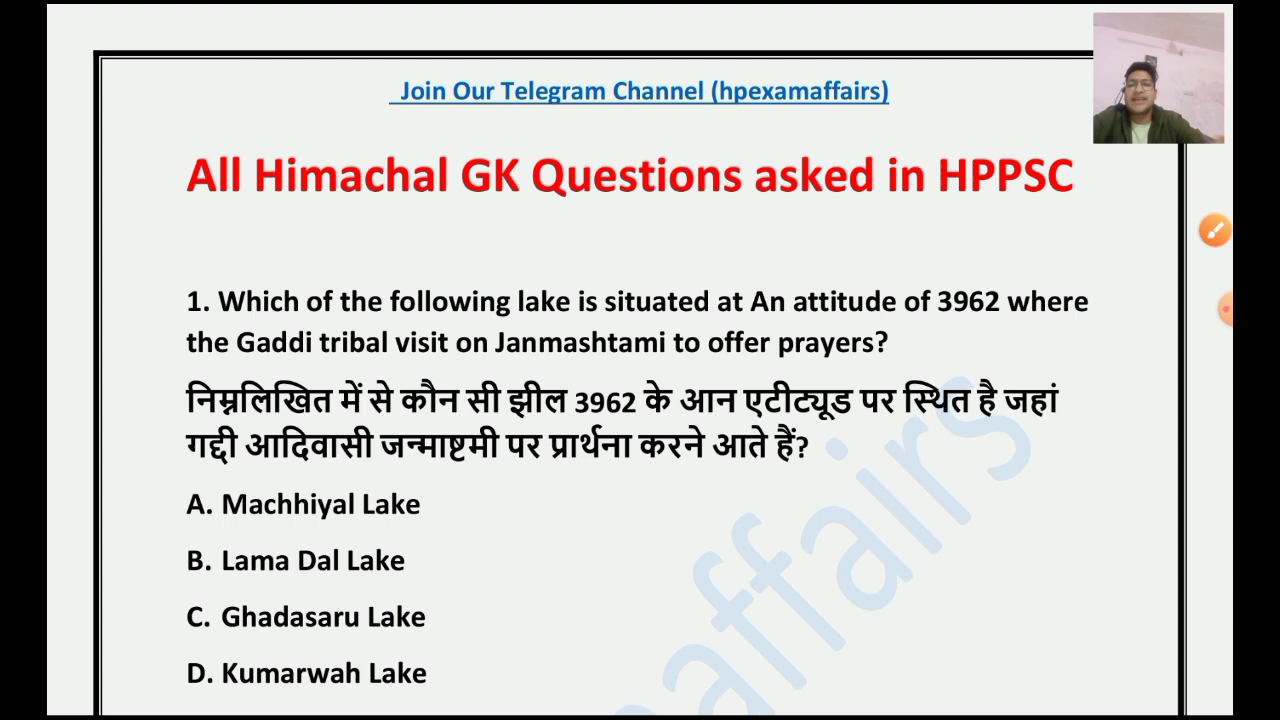 Join Our Telegram Channel (hpexamaffairs)
All Himachal GK Questions asked in HPPSC
1. Which of the following lake is situated at An attitude of 3962 where
the Gaddi tribal visit on Janmashtami to offer prayers?
निम्नलिखित में से कौन सी झील 3962 के आन एटीट्यूड पर स्थित है जहां
गद्दी आदिवासी जन्माष्टमी पर प्रार्थना करने आते हैं?
A. Machhiyal Lake
B. Lama Dal Lake
C. Ghadasaru Lake
D. Kumarwah Lake
affairs